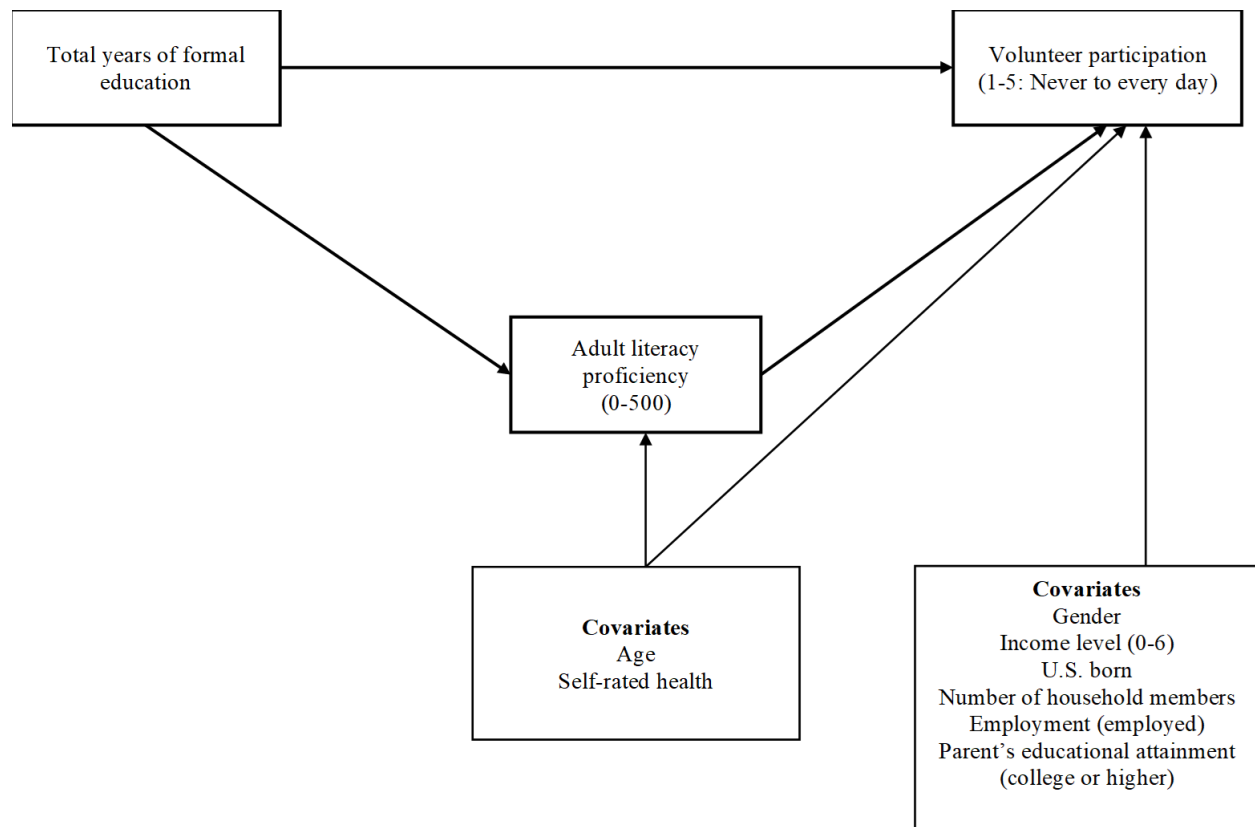 Total years of formal
education
Volunteer participation
(1-5: Never to every day)
Adult literacy
proficiency
(0-500)
Covariates
Age
Self-rated health
Covariates
Gender
Income level (0-6)
U.S. born
Number of household members
Employment (employed)
Parent’s educational attainment
(college or higher)